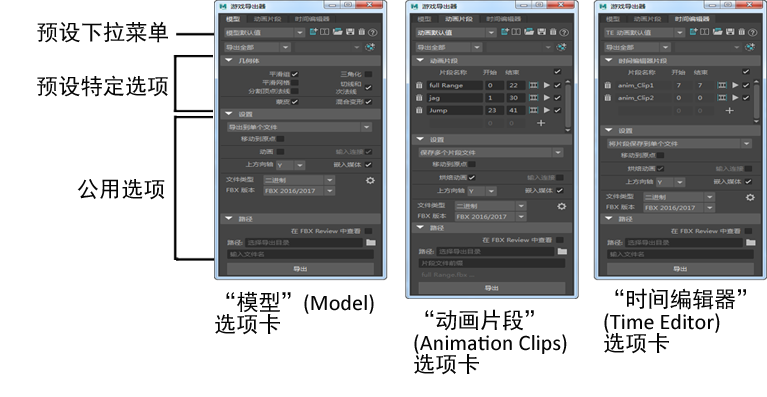 预设下拉菜单
预设特定选项
公用选项
游戏导出器
模型 动画片段 时间编辑器
模型默认值
导出全部
几何体
平滑组 三角化
平滑网格 切线和
分割顶点法线 次法线
蒙皮 混合变形
设置
导出到单个文件
移动到原点
动画 输入连接
上方向轴 Y 嵌入媒体
文件类型 二进制
FBX 版本 FBX 2016/2017
路径
在 FBX Review 中查看
路径: 选择导出目录
输入文件名
导出
“模型” (Model)
选项卡
游戏导出器
模型 动画片段 时间编辑器
动画默认值
导出全部
动画片段
片段名称 开始 结束
full Range 0 22
jag 1 30
Jump 23 41
0 0
设置
保存多个片段文件
移动到原点
烘焙动画 输入连接
上方向轴 Y 嵌入媒体
文件类型 二进制
FBX 版本 FBX 2016/2017
路径
在 FBX Review 中查看
路径: 选择导出目录
片段文件前缀
导出
“动画片段”
(Animation Clips)
选项卡
游戏导出器
模型 动画片段 时间编辑器
TE 动画默认值
导出全部
时间编辑器片段
片段名称 开始 结束
anim_Clip1 7 7
anim_Clip2 0 0
设置
将片段保存到单个文件
移动到原点
烘焙动画 输入连接
上方向轴 Y 嵌入媒体
文件类型 二进制
FBX 版本 FBX 2016/2017
路径
在 FBX Review 中查看
路径: 选择导出目录
输入文件名
导出
“时间编辑器”
(Time Editor)
选项卡